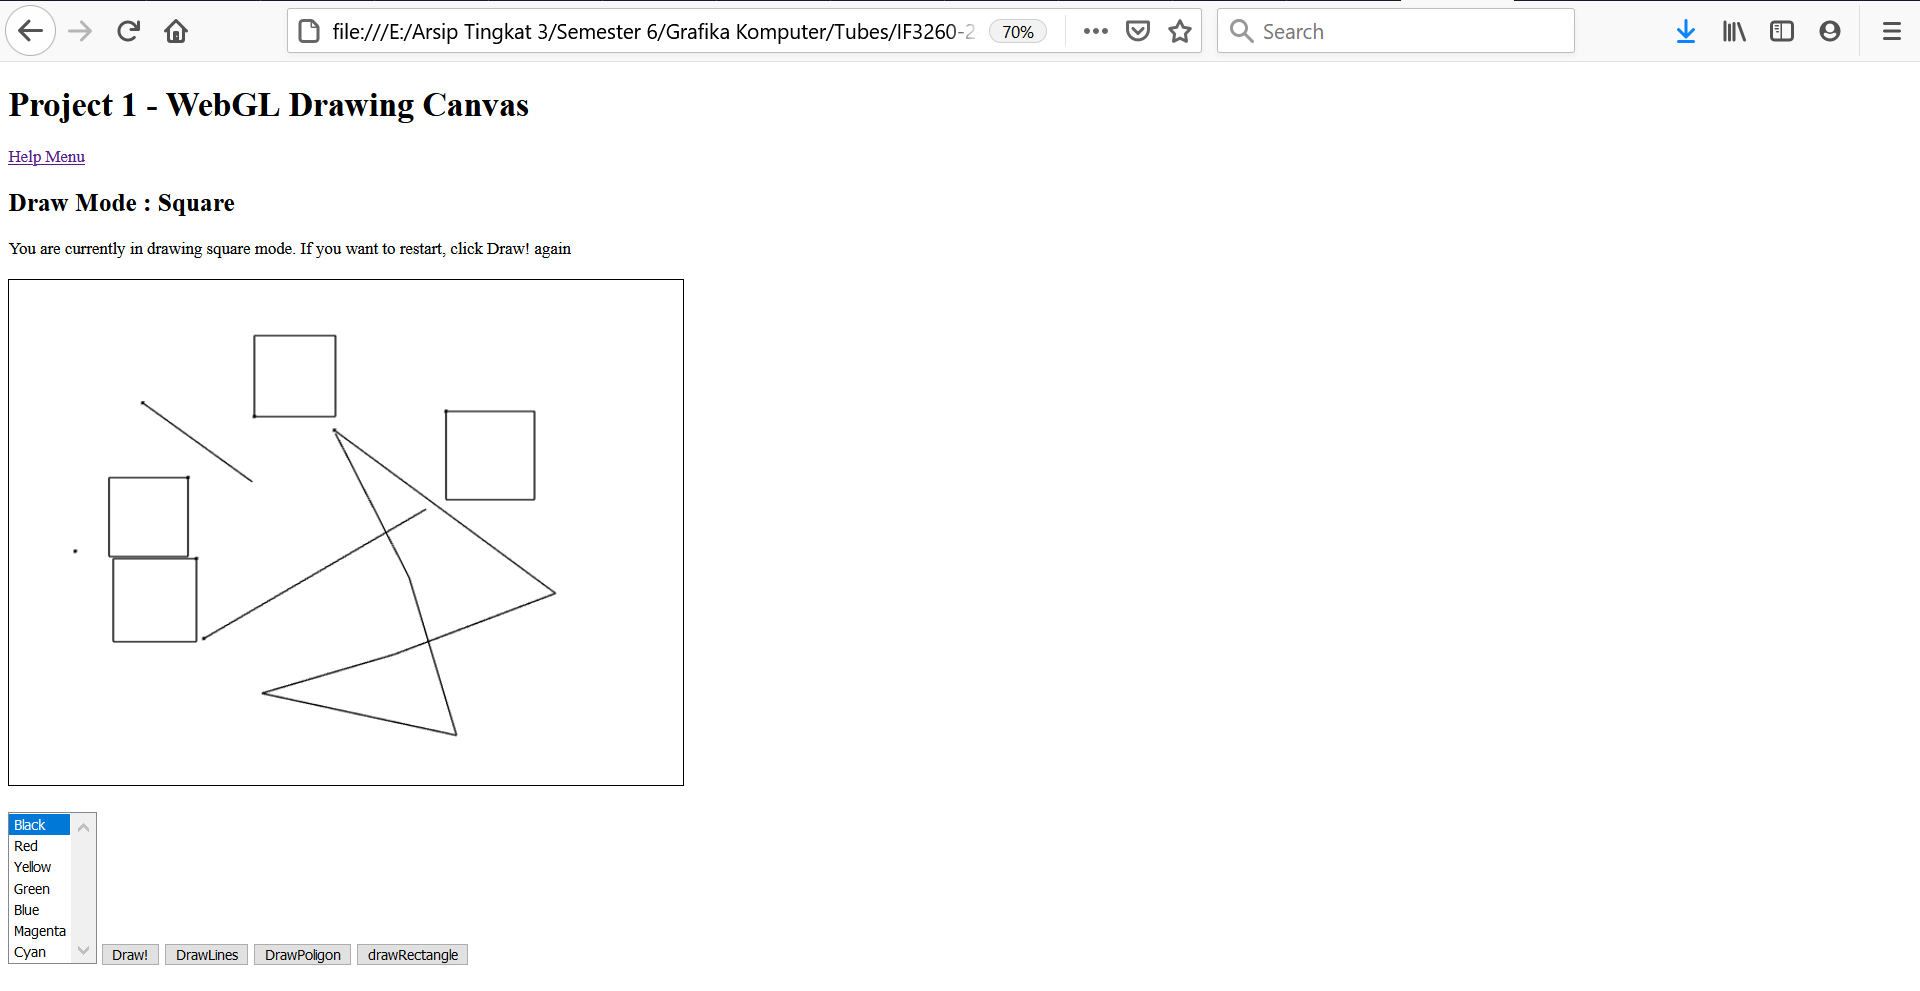 file:///E:/Arsip Tingkat 3/Semester 6/Grafika Komputer/Tubes/IF3260-2 70% Search
Project 1 - WebGL Drawing Canvas
Help Menu
Draw Mode : Square
You are currently in drawing square mode. If you want to restart, click Draw! again
Black
Red
Yellow
Green
Blue
Magenta
Cyan
Draw! DrawLines DrawPoligon drawRectangle